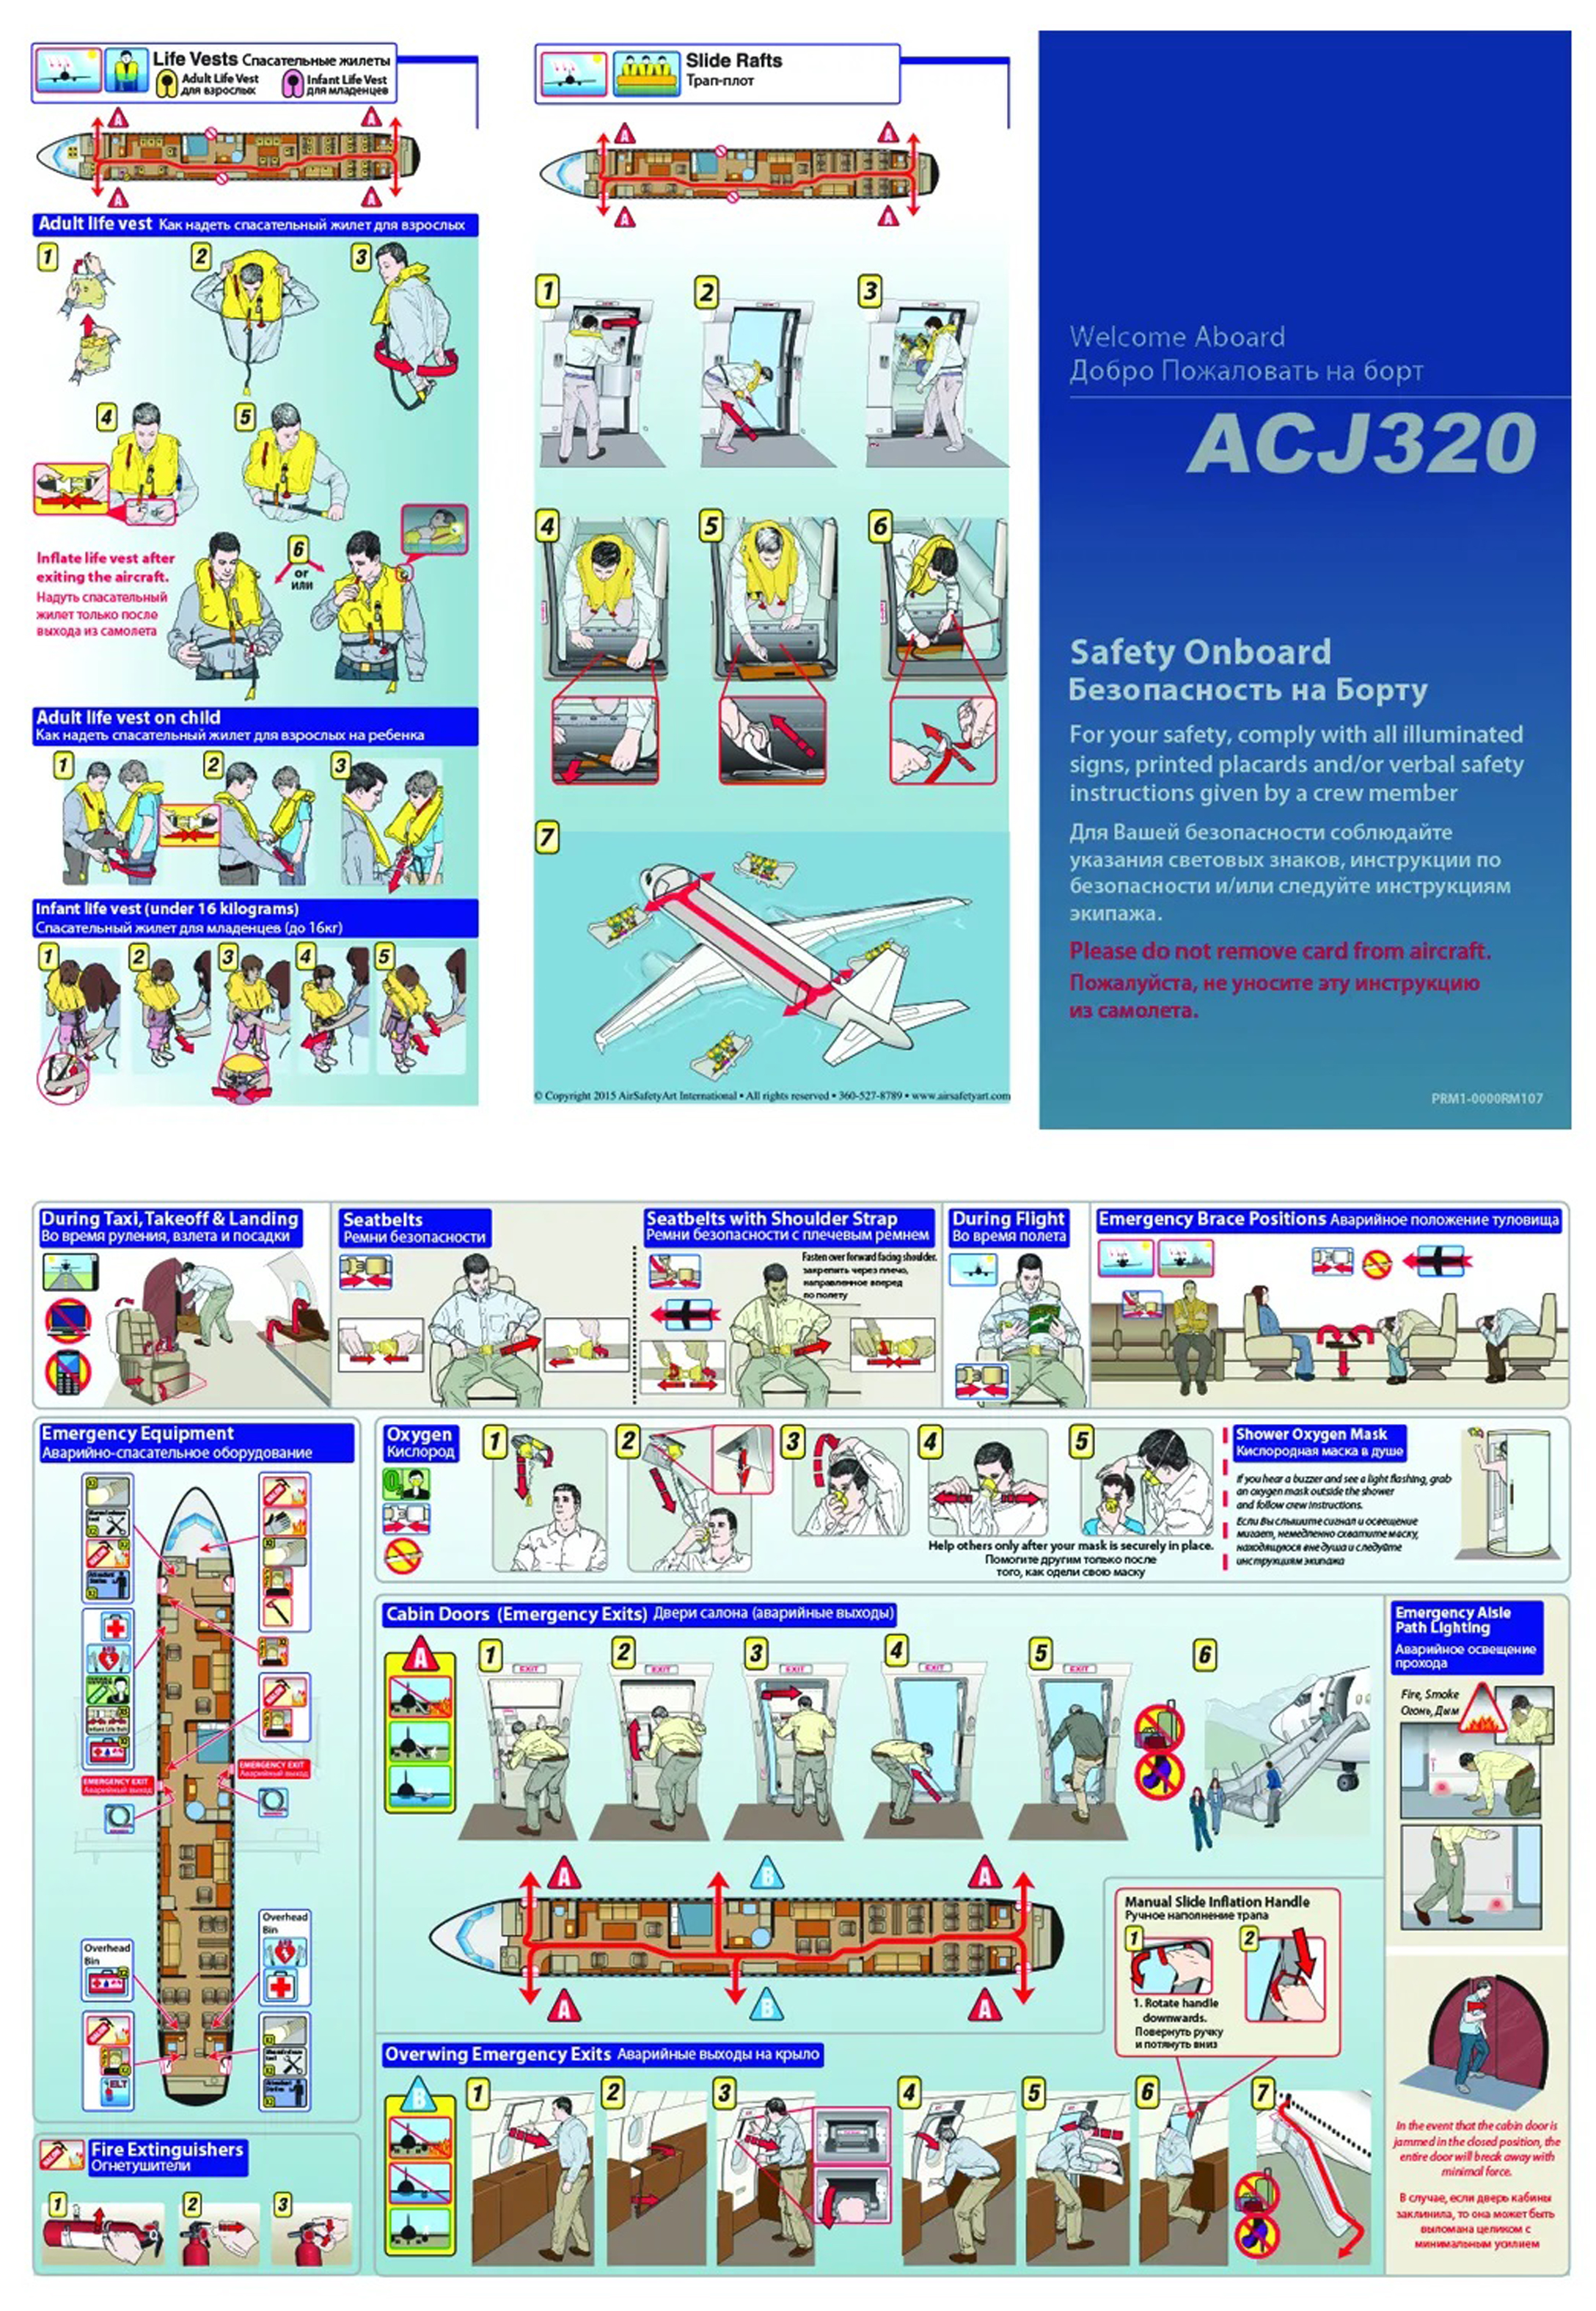 Life Vests Спасательные жилеты
Adult Life Vest
для взрослых
Infant Life Vest
для младенцев
A
A
A
A
Adult life vest Как надеть спасательный жилет для взрослых
1
2
3
4
5
Inflate life vest after
exiting the aircraft.
Надуть спасательный
жилет только после
выхода из самолета
6
or
или
Adult life vest on child
Как надеть спасательный жилет для взрослых на ребенка
1
2
3
Infant life vest (under 16 kilograms)
Спасательный жилет для младенцев (до 16кг)
1
2
3
4
5
Slide Rafts
Трап-плот
A
A
A
A
1
2
3
4
5
6
7
© Copyright 2015 AirSafetyArt International • All rights reserved • 360-527-8789 • www.airsafetyart.com
Welcome Aboard
Добро Пожаловать на борт
ACJ320
Safety Onboard
Безопасность на Борту
For your safety, comply with all illuminated
signs, printed placards and/or verbal safety
instructions given by a crew member
Для Вашей безопасности соблюдайте
указания световых знаков, инструкции по
безопасности и/или следуйте инструкциям
экипажа.
Please do not remove card from aircraft.
Пожалуйста, не уносите эту инструкцию
из самолета.
PRM1-0000RM107
During Taxi, Takeoff & Landing
Во время руления, взлета и посадки
Seatbelts
Ремни безопасности
Seatbelts with Shoulder Strap
Ремни безопасности с плечевым ремнем
Fasten over forward facing shoulder.
закрепить через плечо,
направленное вперед
по полету
During Flight
Во время полета
Emergency Brace Positions Аварийное положение туловища
Emergency Equipment
Аварийно-спасательное оборудование
EMERGENCY EXIT
Аварийный выход
EMERGENCY EXIT
Аварийный выход
Overhead
Bin
Overhead
Bin
ELT
Fire Extinguishers
Огнетушители
1
2
3
Oxygen
Кислород
O2
1
2
3
4
5
Help others only after your mask is securely in place.
Помогите другим только после
того, как одели свою маску
Shower Oxygen Mask
Кислородная маска в душе
If you hear a buzzer and see a light flashing, grab
an oxygen mask outside the shower
and follow crew instructions.
Если Вы слышите сигнал и освещение
мигает, немедленно схватите маску,
находящуюся вне душа и следуйте
инструкциям экипажа
Cabin Doors (Emergency Exits) Двери салона (аварийные выходы)
A
1
2
3
4
5
6
EXIT
EXIT
EXIT
EXIT
EXIT
A
B
A
A
B
A
Manual Slide Inflation Handle
Ручное наполнение трапа
1
2
1. Rotate handle
downwards.
Повернуть ручку
и потянуть вниз
Overwing Emergency Exits Аварийные выходы на крыло
B
1
2
3
4
5
6
7
Emergency Aisle
Path Lighting
Аварийное освещение
прохода
Fire, Smoke
Огонь, Дым
In the event that the cabin door is
jammed in the closed position, the
entire door will break away with
minimal force.
В случае, если дверь кабины
заклинила, то она может быть
выломана целиком с
минимальным усилием